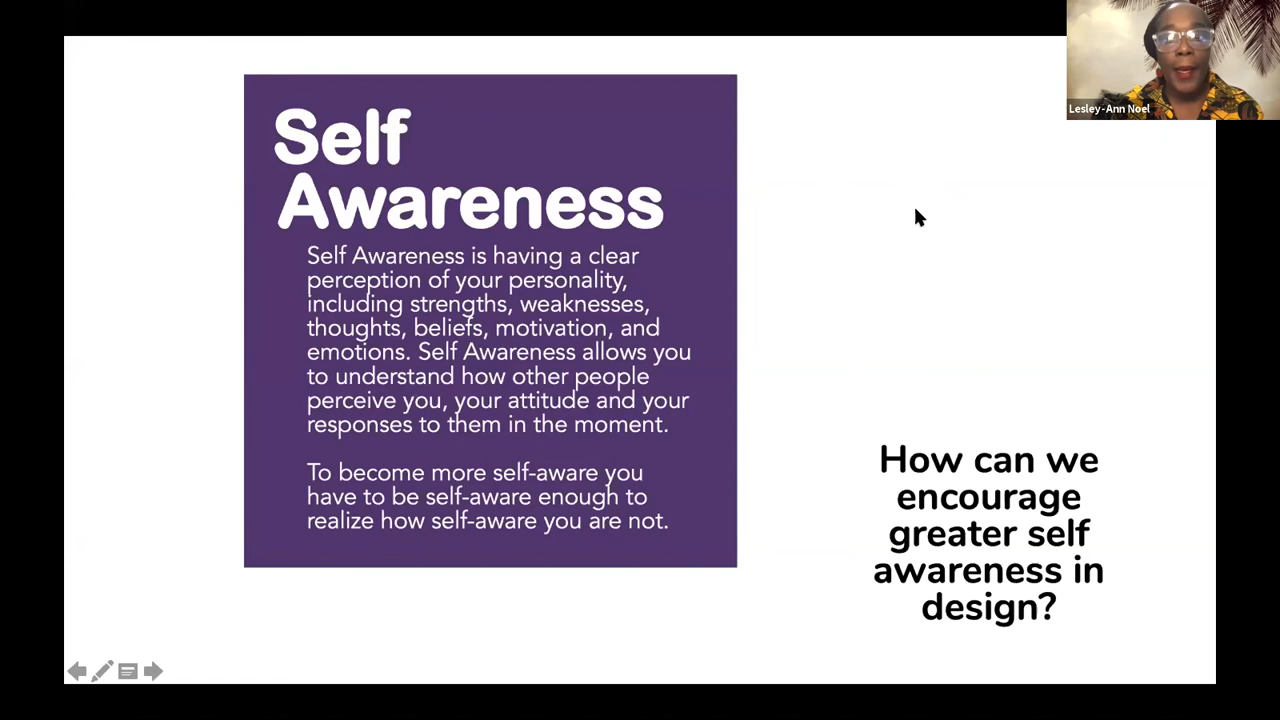 Self
Awareness
Self Awareness is having a clear
perception of your personality,
including strengths, weaknesses,
thoughts, beliefs, motivation, and
emotions. Self Awareness allows you
to understand how other people
perceive you, your attitude and your
responses to them in the moment.
To become more self-aware you
have to be self-aware enough to
realize how self-aware you are not.
How can we
encourage
greater self
awareness in
design?
Lesley-Ann Noel